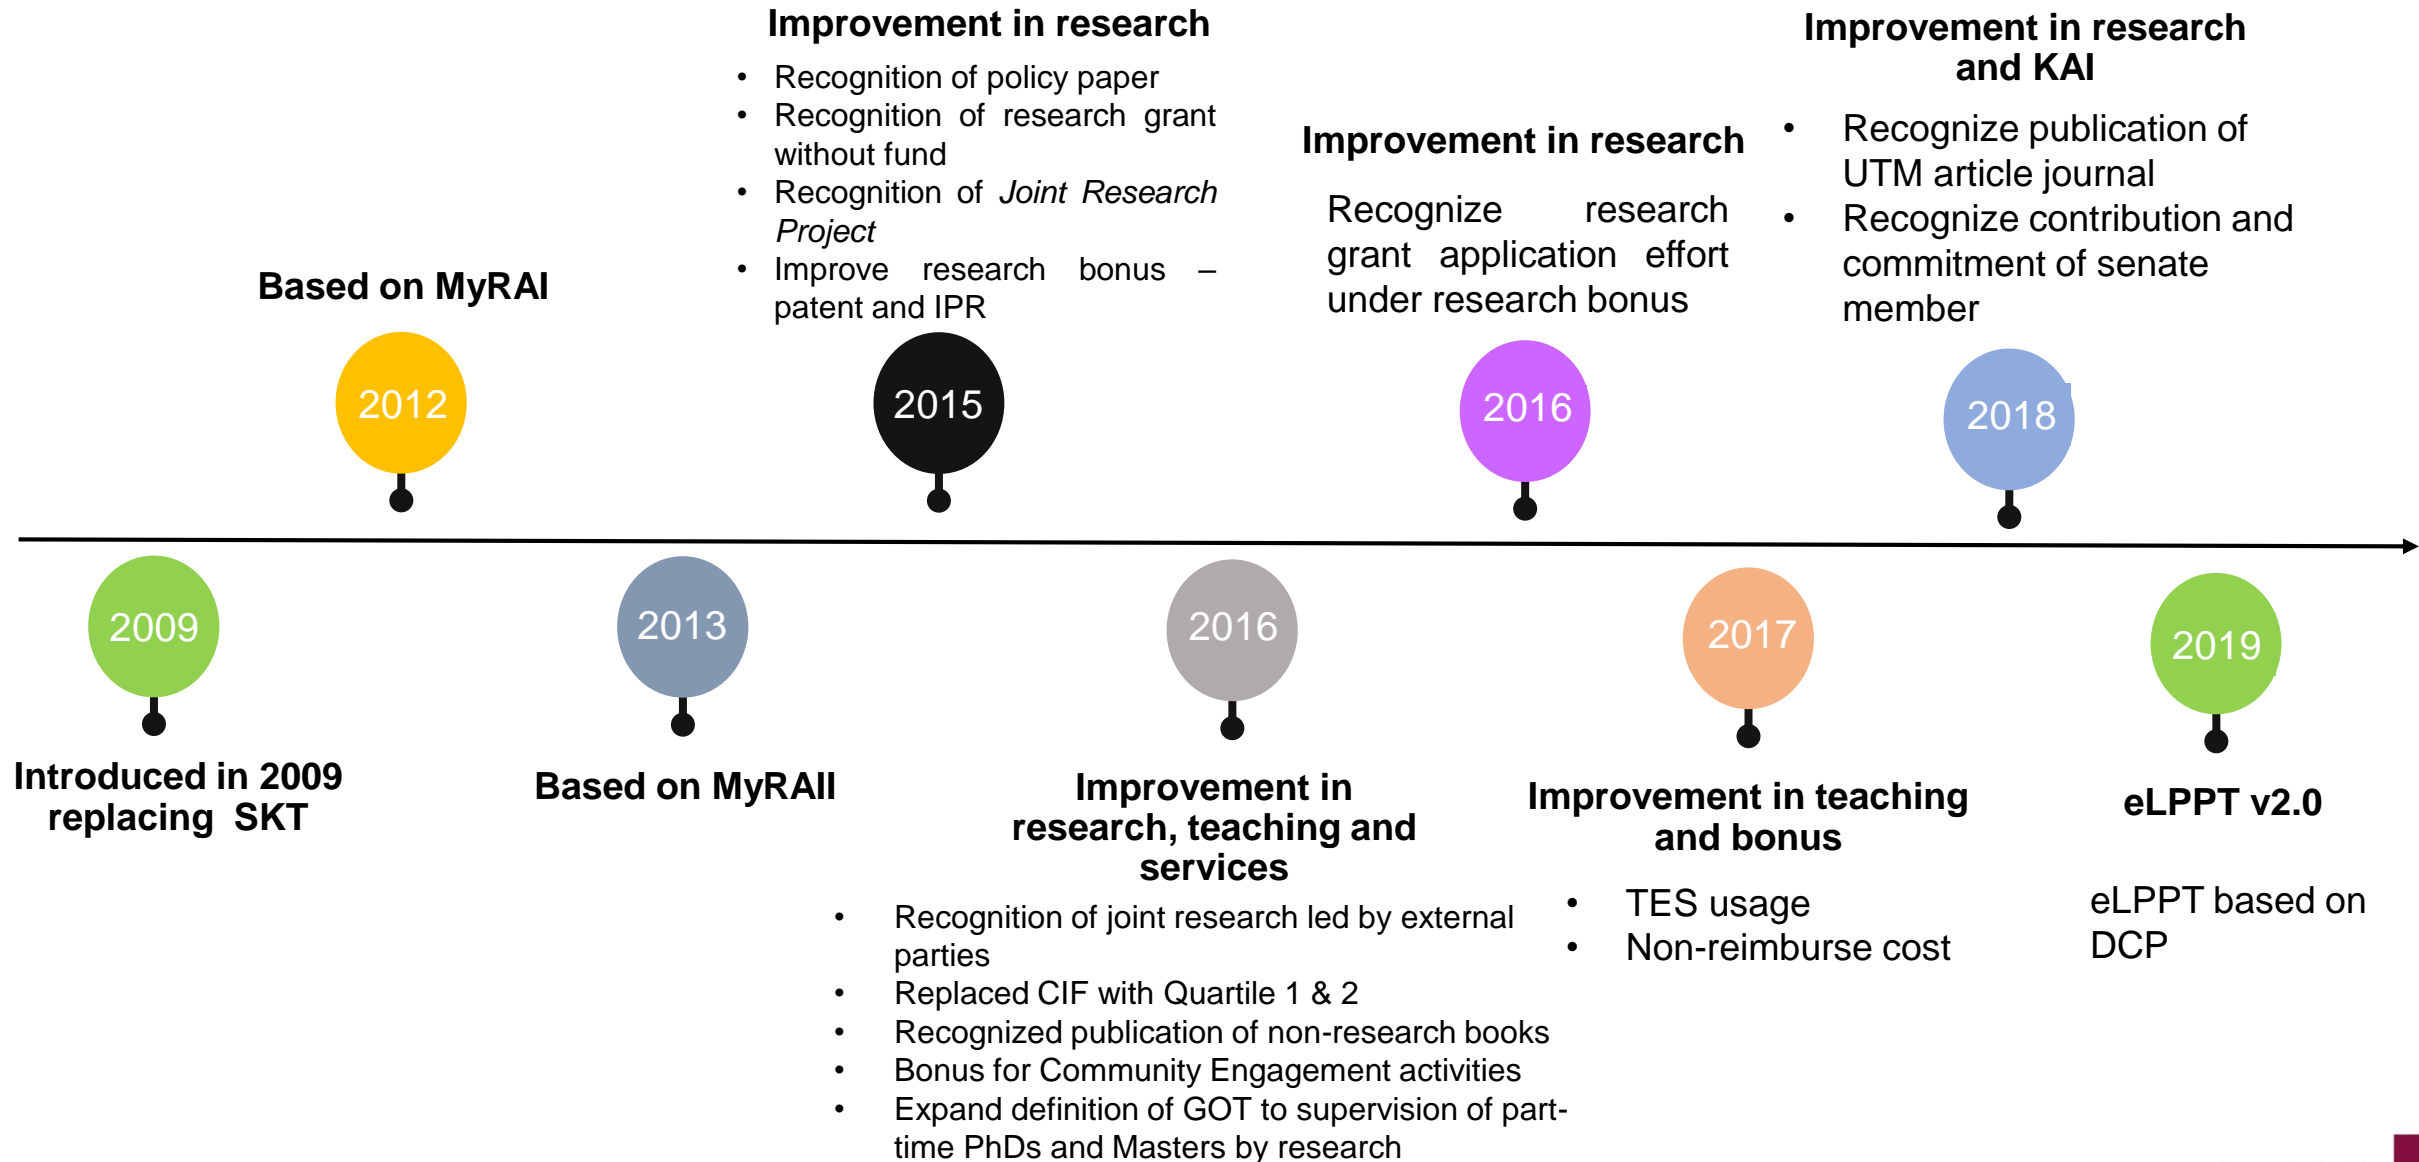 Improvement in research
• Recognition of policy paper
• Recognition of research grant
without fund
• Recognition of Joint Research
Project
• Improve research bonus –
patent and IPR
Improvement in research
and KAI
• Recognize publication of
UTM article journal
• Recognize contribution and
commitment of senate
member
Improvement in research
Recognize research
grant application effort
under research bonus
Based on MyRAI
2012
2015
2016
2018
2009
2013
2016
2017
2019
Introduced in 2009
replacing SKT
Based on MyRAII
Improvement in
research, teaching and
services
• Recognition of joint research led by external
parties
• Replaced CIF with Quartile 1 & 2
• Recognized publication of non-research books
• Bonus for Community Engagement activities
• Expand definition of GOT to supervision of part-
time PhDs and Masters by research
Improvement in teaching
and bonus
• TES usage
• Non-reimburse cost
eLPPT v2.0
eLPPT based on
DCP